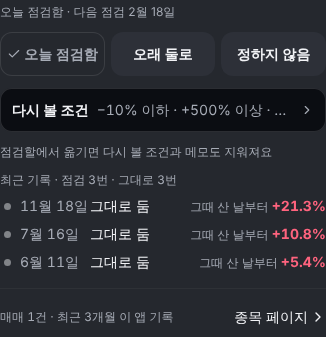 오늘 점검함 · 다음 점검 2월 18일
✓ 오늘 점검함 오래 둘로 정하지 않음
다시 볼 조건 −10% 이하 · +500% 이상 · ... >
점검할에서 옮기면 다시 볼 조건과 메모도 지워져요
최근 기록 · 점검 3번 · 그대로 3번
11월 18일 그대로 둠 그때 산 날부터 +21.3%
7월 16일 그대로 둠 그때 산 날부터 +10.8%
6월 11일 그대로 둠 그때 산 날부터 +5.4%
매매 1건 · 최근 3개월 이 앱 기록 종목 페이지 >